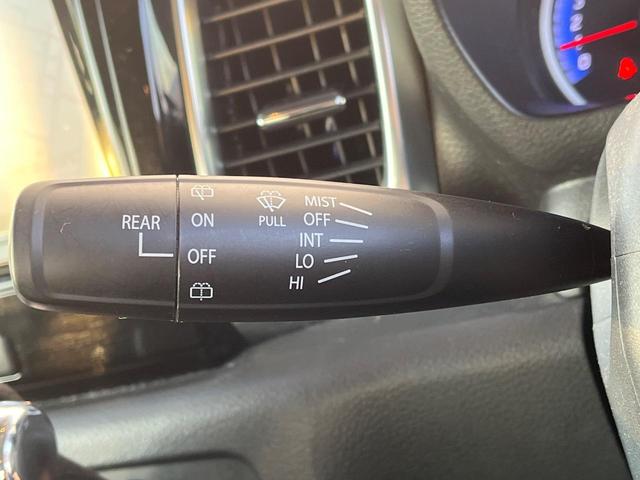 REAR
ON
OFF
PULL
MIST
OFF
INT
LO
HI